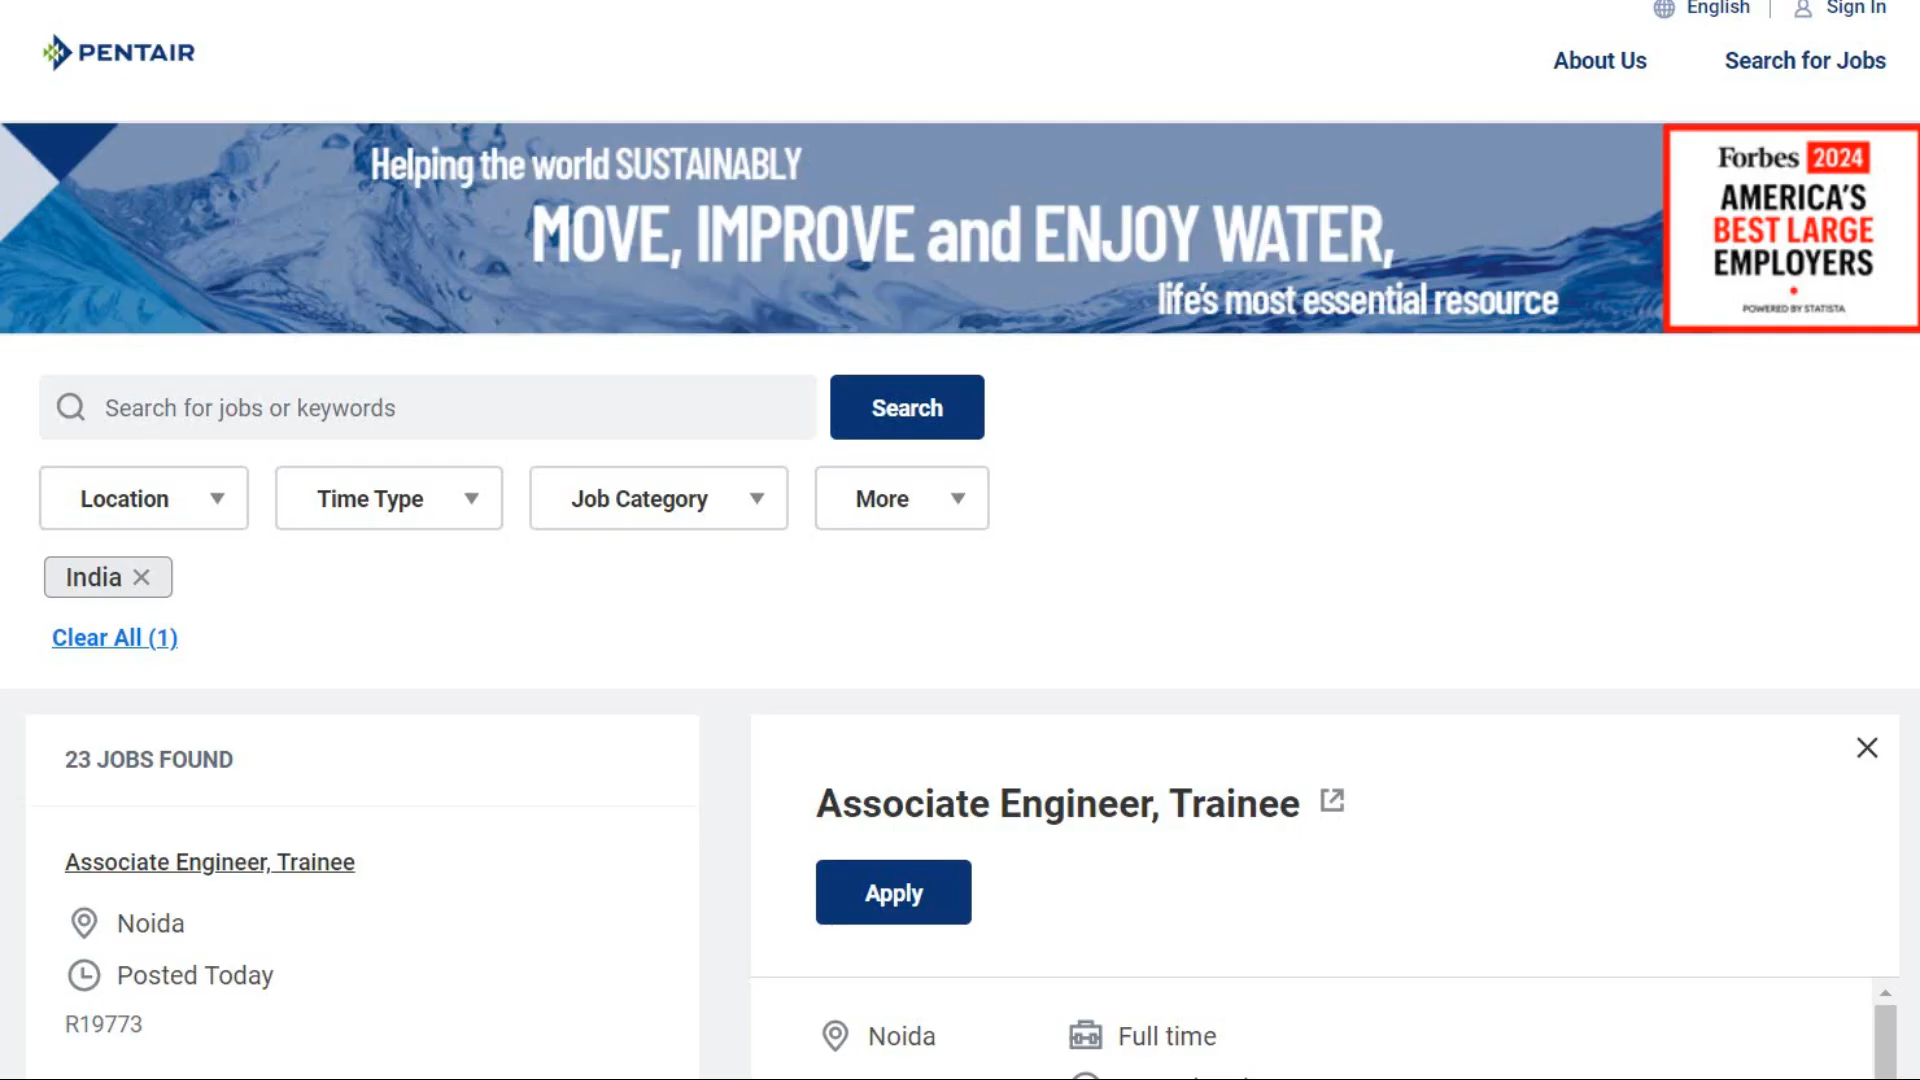 English | Sign In
PENTAIR
About Us
Search for Jobs
Helping the world SUSTAINABLY
MOVE, IMPROVE and ENJOY WATER,
life's most essential resource
Forbes 2024
AMERICA'S
BEST LARGE
EMPLOYERS
POWERED BY STATISTA
Search for jobs or keywords
Search
Location
Time Type
Job Category
More
India
Clear All (1)
23 JOBS FOUND
Associate Engineer, Trainee
Noida
Posted Today
R19773
Associate Engineer, Trainee
Apply
Noida
Full time